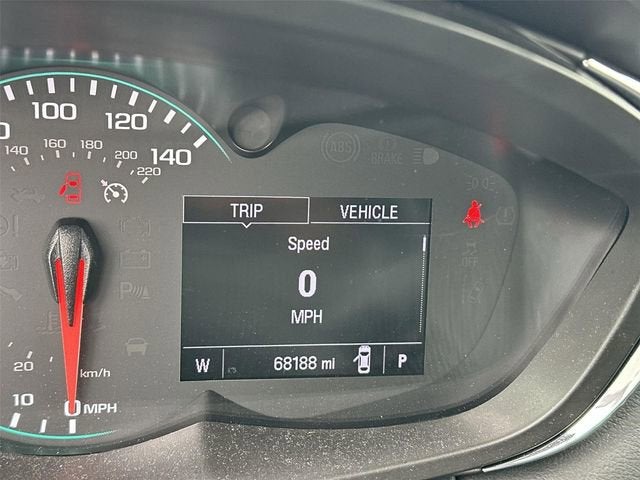 100
120
140
140
160
180
200
220
ABS
BRAKE
TRIP
VEHICLE
Speed
0
MPH
W
68188 mi
P
P
20
km/h
10
0 MPH